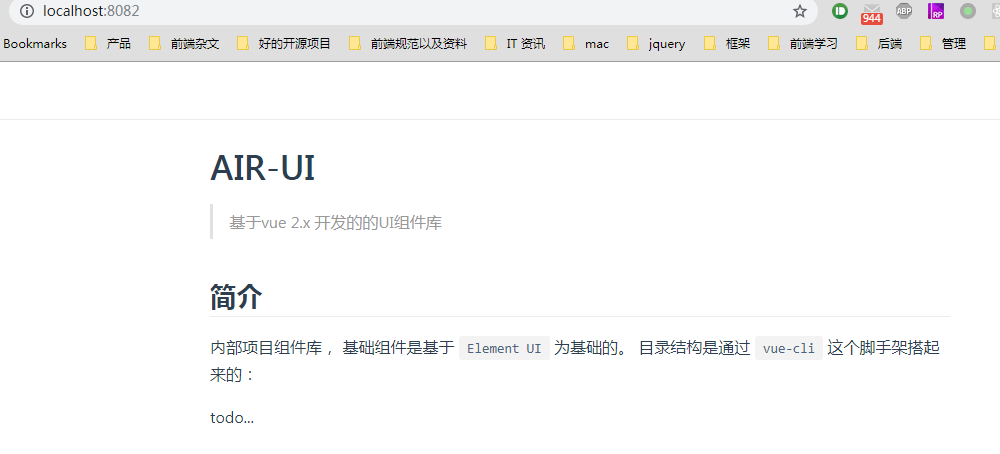 localhost:8082
944
ABP
RP
Bookmarks 产品 前端杂文 好的开源项目 前端规范以及资料 IT 资讯 mac jquery 框架 前端学习 后端 管理
AIR-UI
基于vue 2.x 开发的的UI组件库
简介
内部项目组件库 ，基础组件是基于 Element UI 为基础的。 目录结构是通过 vue-cli 这个脚手架搭起
来的：
todo...